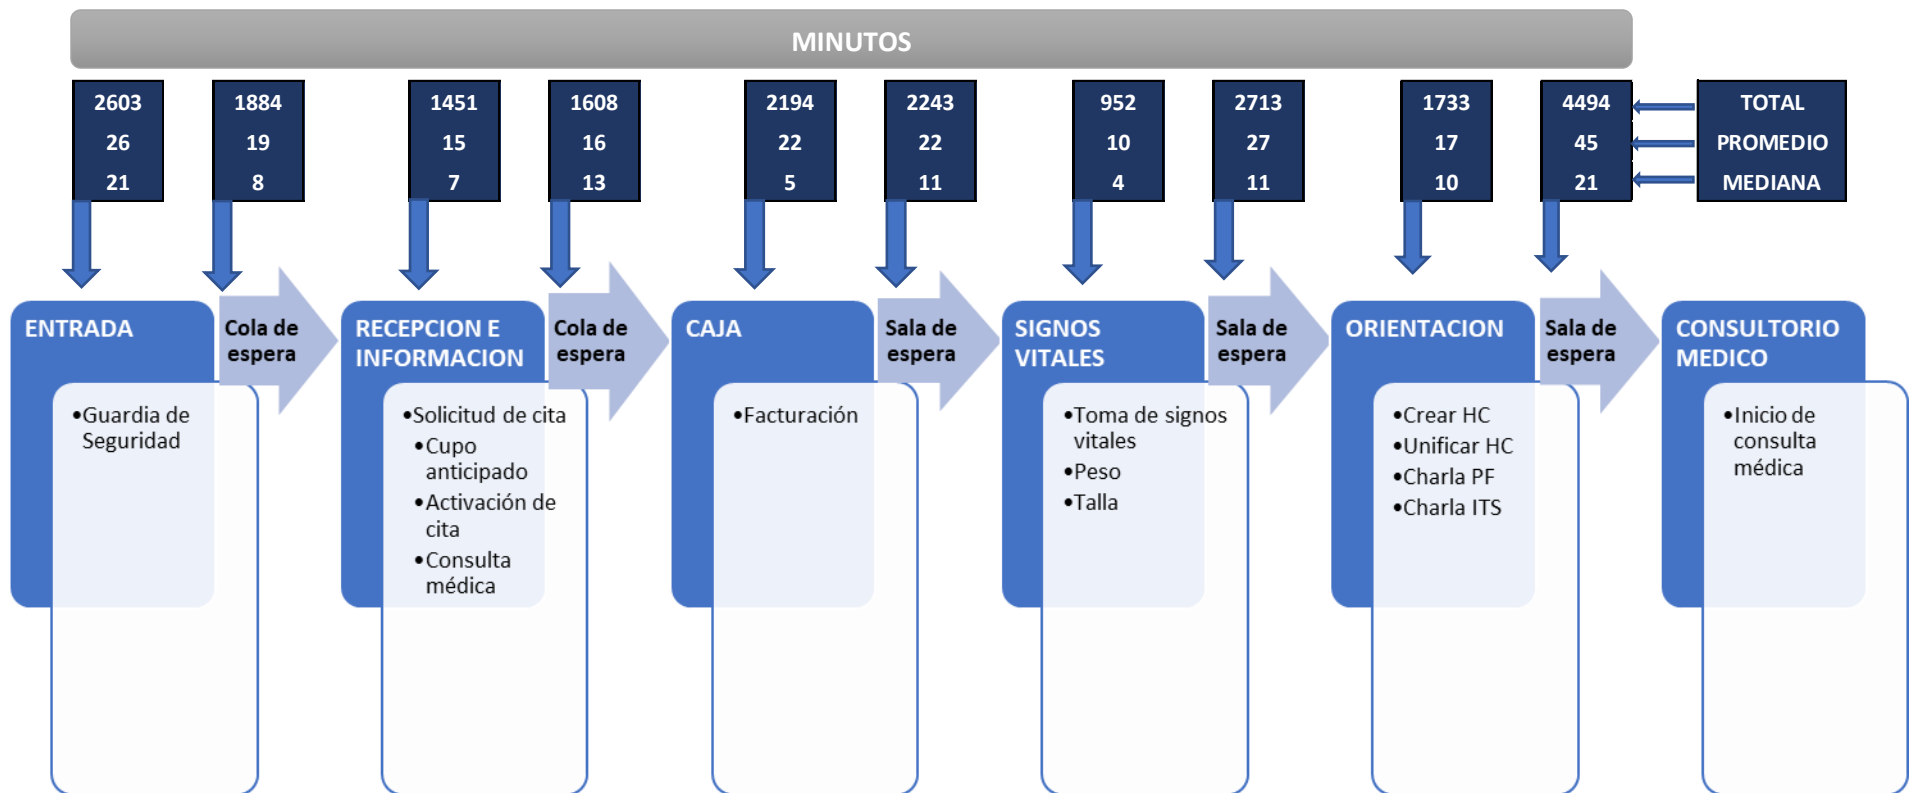 MINUTOS
2603
26
21
1884
19
8
1451
15
7
1608
16
13
2194
22
5
2243
22
11
952
10
4
2713
27
11
1733
17
10
4494
45
21
TOTAL
PROMEDIO
MEDIANA
ENTRADA
•Guardia de
Seguridad
Cola de
espera
RECEPCION E
INFORMACION
•Solicitud de cita
•Cupo
anticipado
•Activación de
cita
•Consulta
médica
Cola de
espera
CAJA
•Facturación
Sala de
espera
SIGNOS
VITALES
•Toma de signos
vitales
•Peso
•Talla
Sala de
espera
ORIENTACION
•Crear HC
•Unificar HC
•Charla PF
•Charla ITS
Sala de
espera
CONSULTORIO
MEDICO
•Inicio de
consulta
médica